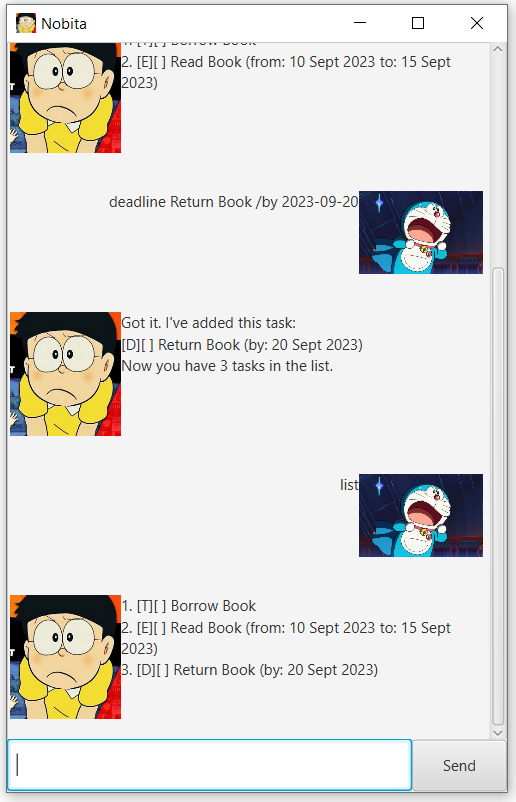 Nobita
1. [T][ ] Borrow Book
2. [E][ ] Read Book (from: 10 Sept 2023 to: 15 Sept
2023)
deadline Return Book /by 2023-09-20
Got it. I've added this task:
[D][ ] Return Book (by: 20 Sept 2023)
Now you have 3 tasks in the list.
list
1. [T][ ] Borrow Book
2. [E][ ] Read Book (from: 10 Sept 2023 to: 15 Sept
2023)
3. [D][ ] Return Book (by: 20 Sept 2023)
Send